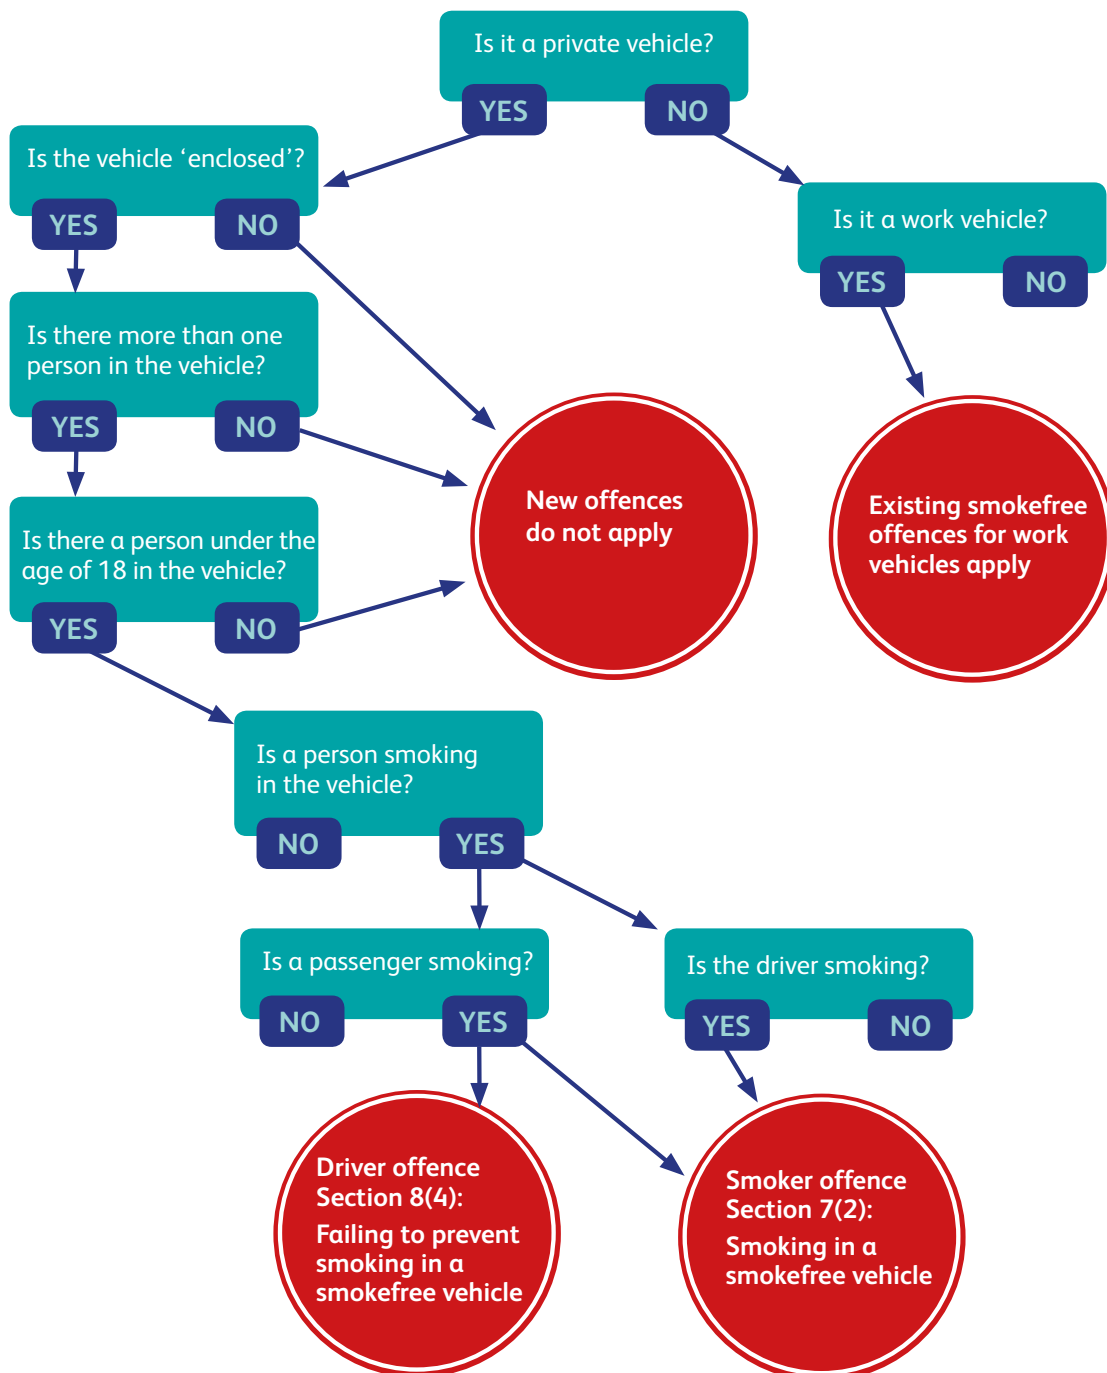 Is it a private vehicle?
YES
NO
Is the vehicle ‘enclosed’?
YES
NO
Is it a work vehicle?
YES
NO
Is there more than one
person in the vehicle?
YES
NO
New offences
do not apply
Existing smokefree
offences for work
vehicles apply
Is there a person under the
age of 18 in the vehicle?
YES
NO
Is a person smoking
in the vehicle?
NO
YES
Is a passenger smoking?
NO
YES
Is the driver smoking?
YES
NO
Driver offence
Section 8(4):
Failing to prevent
smoking in a
smokefree vehicle
Smoker offence
Section 7(2):
Smoking in a
smokefree vehicle